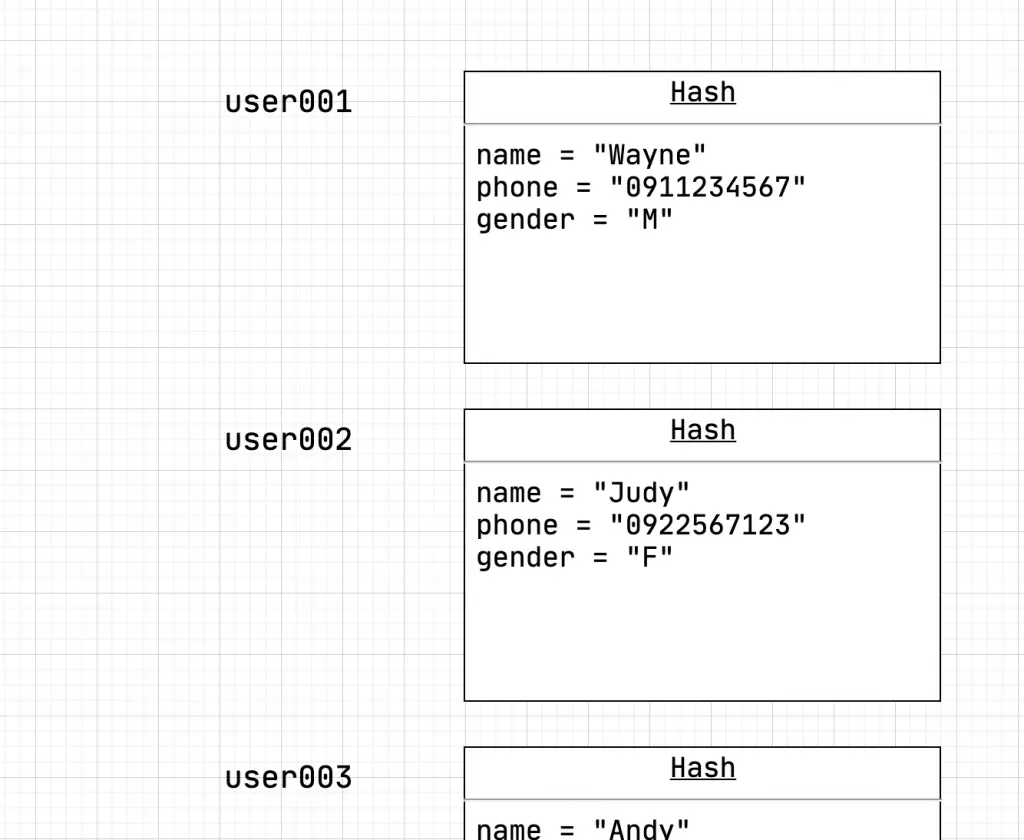 user001
Hash
name = "Wayne"
phone = "0911234567"
gender = "M"
user002
Hash
name = "Judy"
phone = "0922567123"
gender = "F"
user003
Hash
name = "Andy"